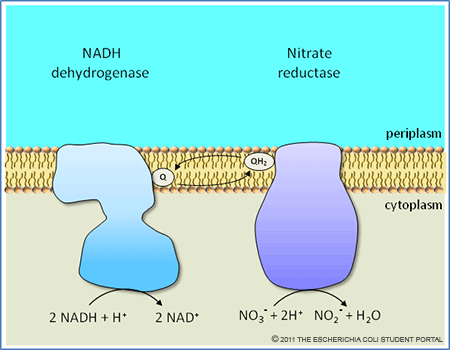 NADH
dehydrogenase
Nitrate
reductase
periplasm
Q
QH₂
cytoplasm
2 NADH + H⁺
2 NAD⁺
NO₃⁻ + 2H⁺
NO₂⁻ + H₂O
© 2011 THE ESCHERICHIA COLI STUDENT PORTAL